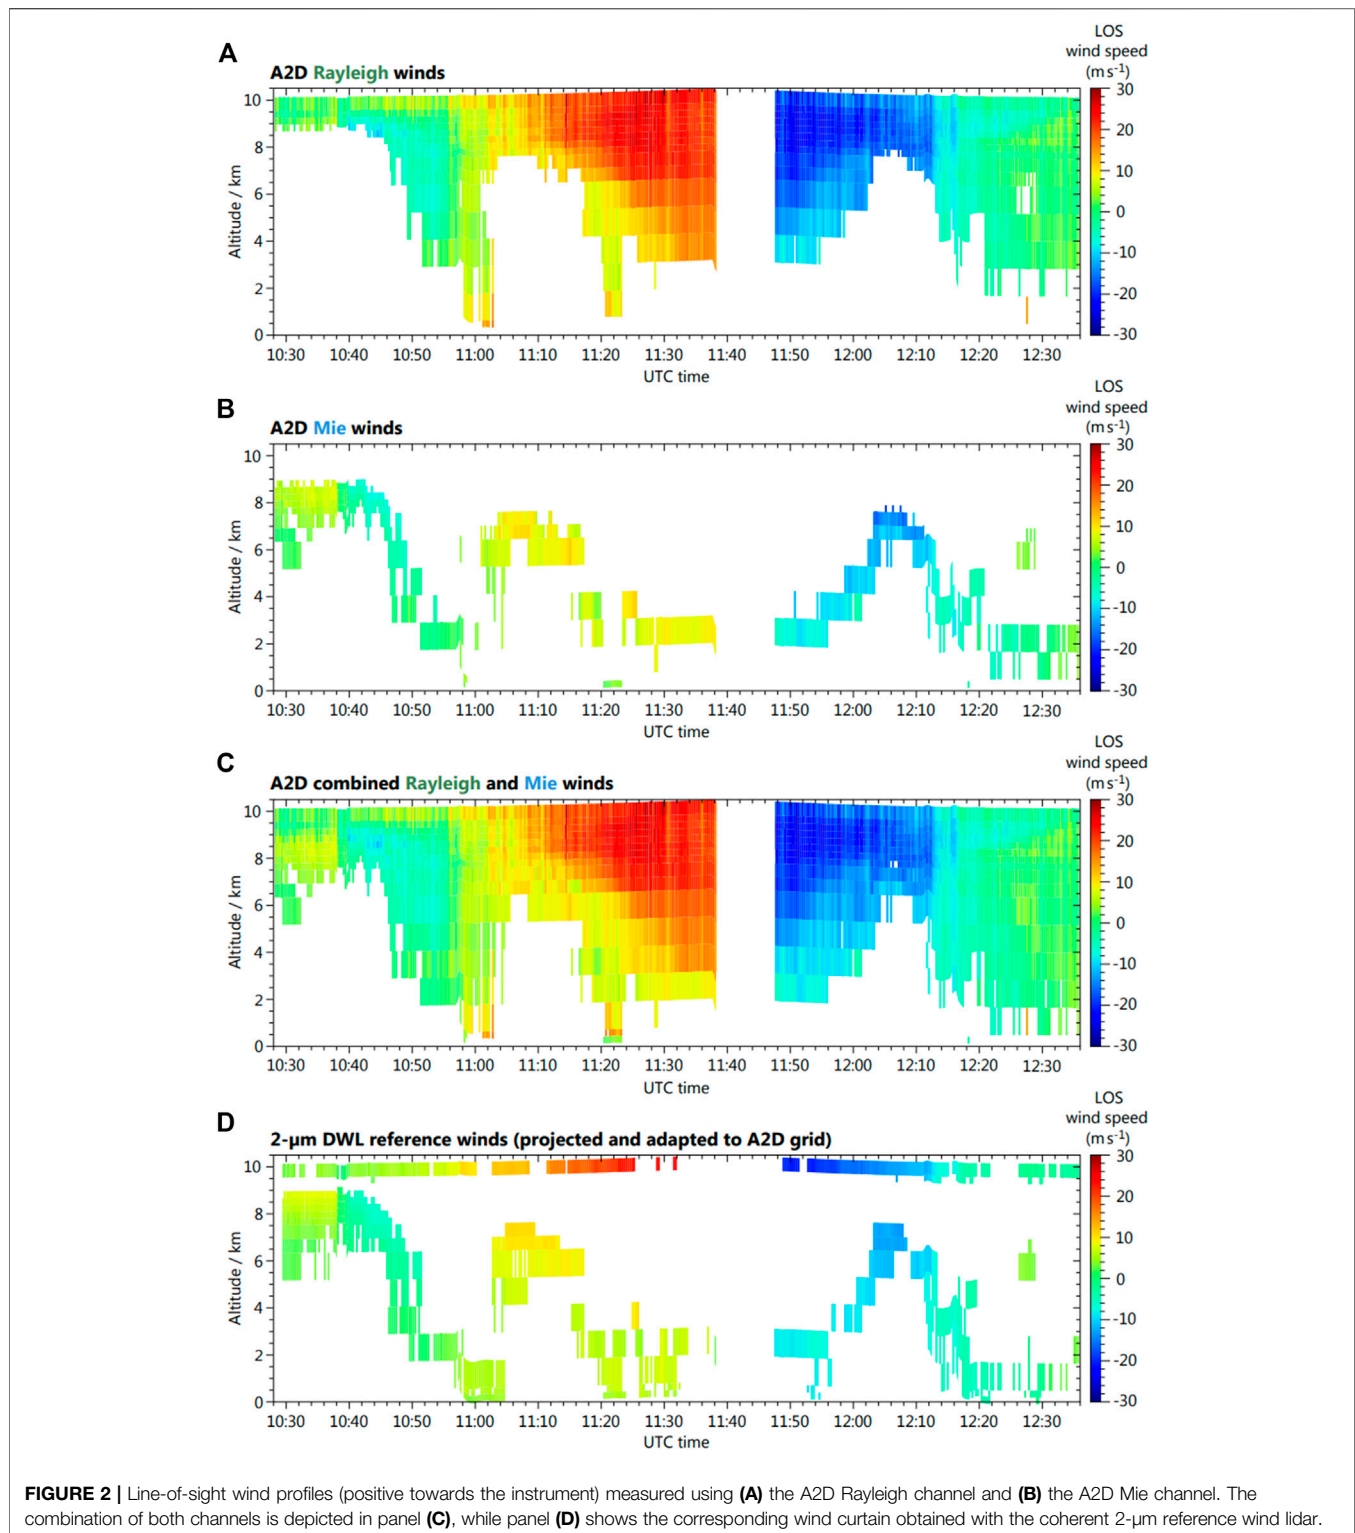 A
A2D Rayleigh winds
LOS
wind speed
(m s-1)
10
8
6
4
2
0
Altitude / km
30
20
10
0
-10
-20
-30
10:30 10:40 10:50 11:00 11:10 11:20 11:30 11:40 11:50 12:00 12:10 12:20 12:30
UTC time
B
A2D Mie winds
LOS
wind speed
(m s-1)
10
8
6
4
2
0
Altitude / km
30
20
10
0
-10
-20
-30
10:30 10:40 10:50 11:00 11:10 11:20 11:30 11:40 11:50 12:00 12:10 12:20 12:30
UTC time
C
A2D combined Rayleigh and Mie winds
LOS
wind speed
(m s-1)
10
8
6
4
2
0
Altitude / km
30
20
10
0
-10
-20
-30
10:30 10:40 10:50 11:00 11:10 11:20 11:30 11:40 11:50 12:00 12:10 12:20 12:30
UTC time
D
2-μm DWL reference winds (projected and adapted to A2D grid)
LOS
wind speed
(m s-1)
10
8
6
4
2
0
Altitude / km
30
20
10
0
-10
-20
-30
10:30 10:40 10:50 11:00 11:10 11:20 11:30 11:40 11:50 12:00 12:10 12:20 12:30
UTC time
FIGURE 2 | Line-of-sight wind profiles (positive towards the instrument) measured using (A) the A2D Rayleigh channel and (B) the A2D Mie channel. The
combination of both channels is depicted in panel (C), while panel (D) shows the corresponding wind curtain obtained with the coherent 2-μm reference wind lidar.